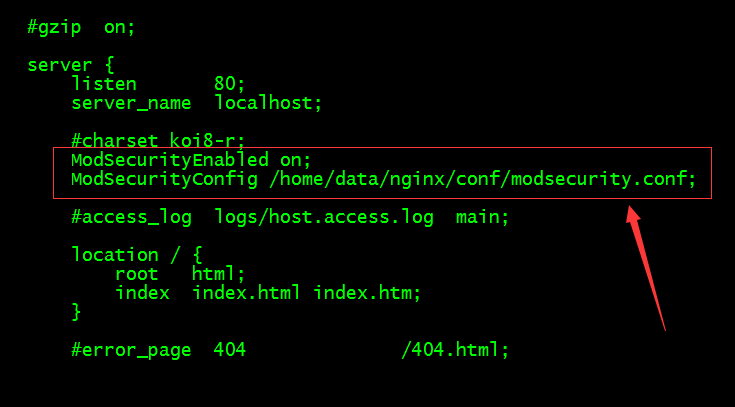 #gzip  on;
server {
listen       80;
server_name  localhost;
#charset koi8-r;
ModSecurityEnabled on;
ModSecurityConfig /home/data/nginx/conf/modsecurity.conf;
#access_log  logs/host.access.log  main;
location / {
root   html;
index  index.html index.htm;
}
#error_page  404              /404.html;